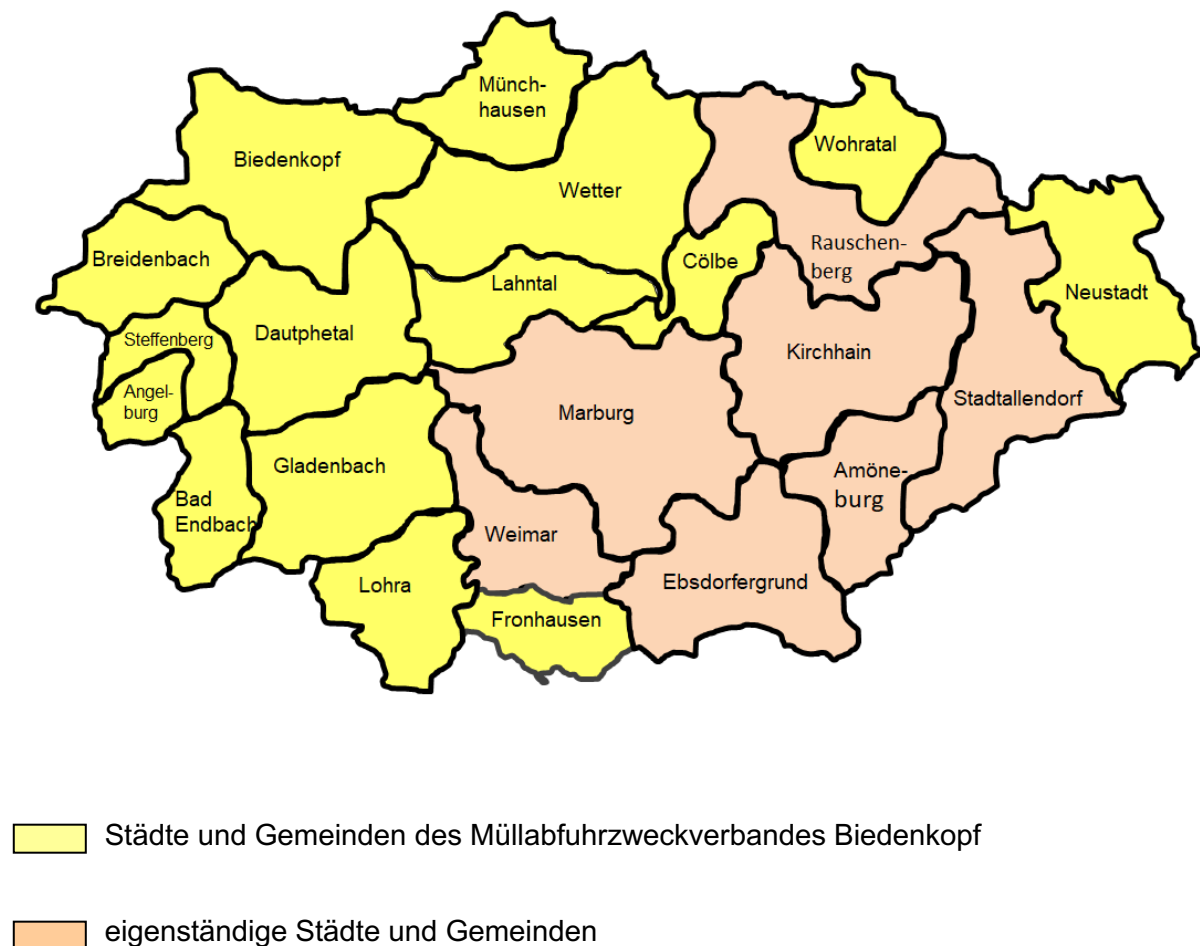 Münch-
hausen
Biedenkopf
Wohratal
Wetter
Breidenbach
Rauschen-
berg
Cölbe
Lahntal
Neustadt
Steffenberg
Dautphetal
Kirchhain
Angel-
burg
Stadtallendorf
Marburg
Gladenbach
Amöne-
burg
Bad
Endbach
Weimar
Lohra
Ebsdorfergrund
Fronhausen
Städte und Gemeinden des Müllabfuhrzweckverbandes Biedenkopf
eigenständige Städte und Gemeinden